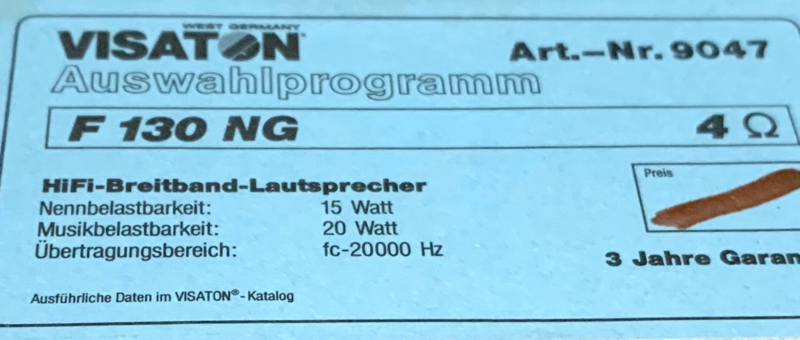 WEST GERMANY
VISATON
Art.-Nr. 9047
Auswahlprogramm
F 130 NG 4 Ω
HiFi-Breitband-Lautsprecher
Preis
Nennbelastbarkeit: 15 Watt
Musikbelastbarkeit: 20 Watt
Übertragungsbereich: fc-20000 Hz
3 Jahre Garan
Ausführliche Daten im VISATON®-Katalog